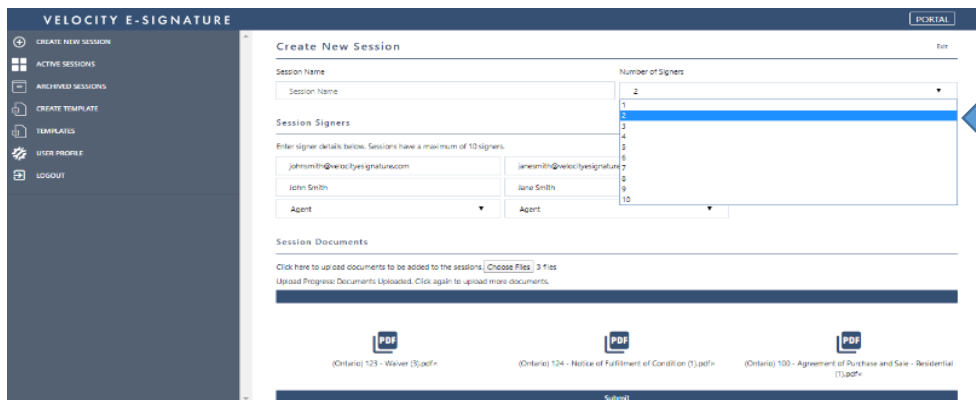 VELOCITY E-SIGNATURE
PORTAL
CREATE NEW SESSION
ACTIVE SESSIONS
ARCHIVED SESSIONS
CREATE TEMPLATE
TEMPLATES
USER PROFILE
LOGOUT
Create New Session
Exit
Session Name
Number of Signers
Session Name
2
1
2
3
4
5
6
7
8
9
10
Session Signers
Enter signer details below. Sessions have a maximum of 10 signers.
johnsmith@velocityesignature.com
janesmith@velocityesignature
John Smith
Jane Smith
Agent
Agent
Session Documents
Click here to upload documents to be added to the sessions. Choose Files 3 files
Upload Progress: Documents Uploaded. Click again to upload more documents.
PDF
PDF
PDF
(Ontario) 123 - Waiver (3).pdf×
(Ontario) 124 - Notice of Fulfilment of Condition (1).pdf×
(Ontario) 100 - Agreement of Purchase and Sale - Residential
(1).pdf×
Submit